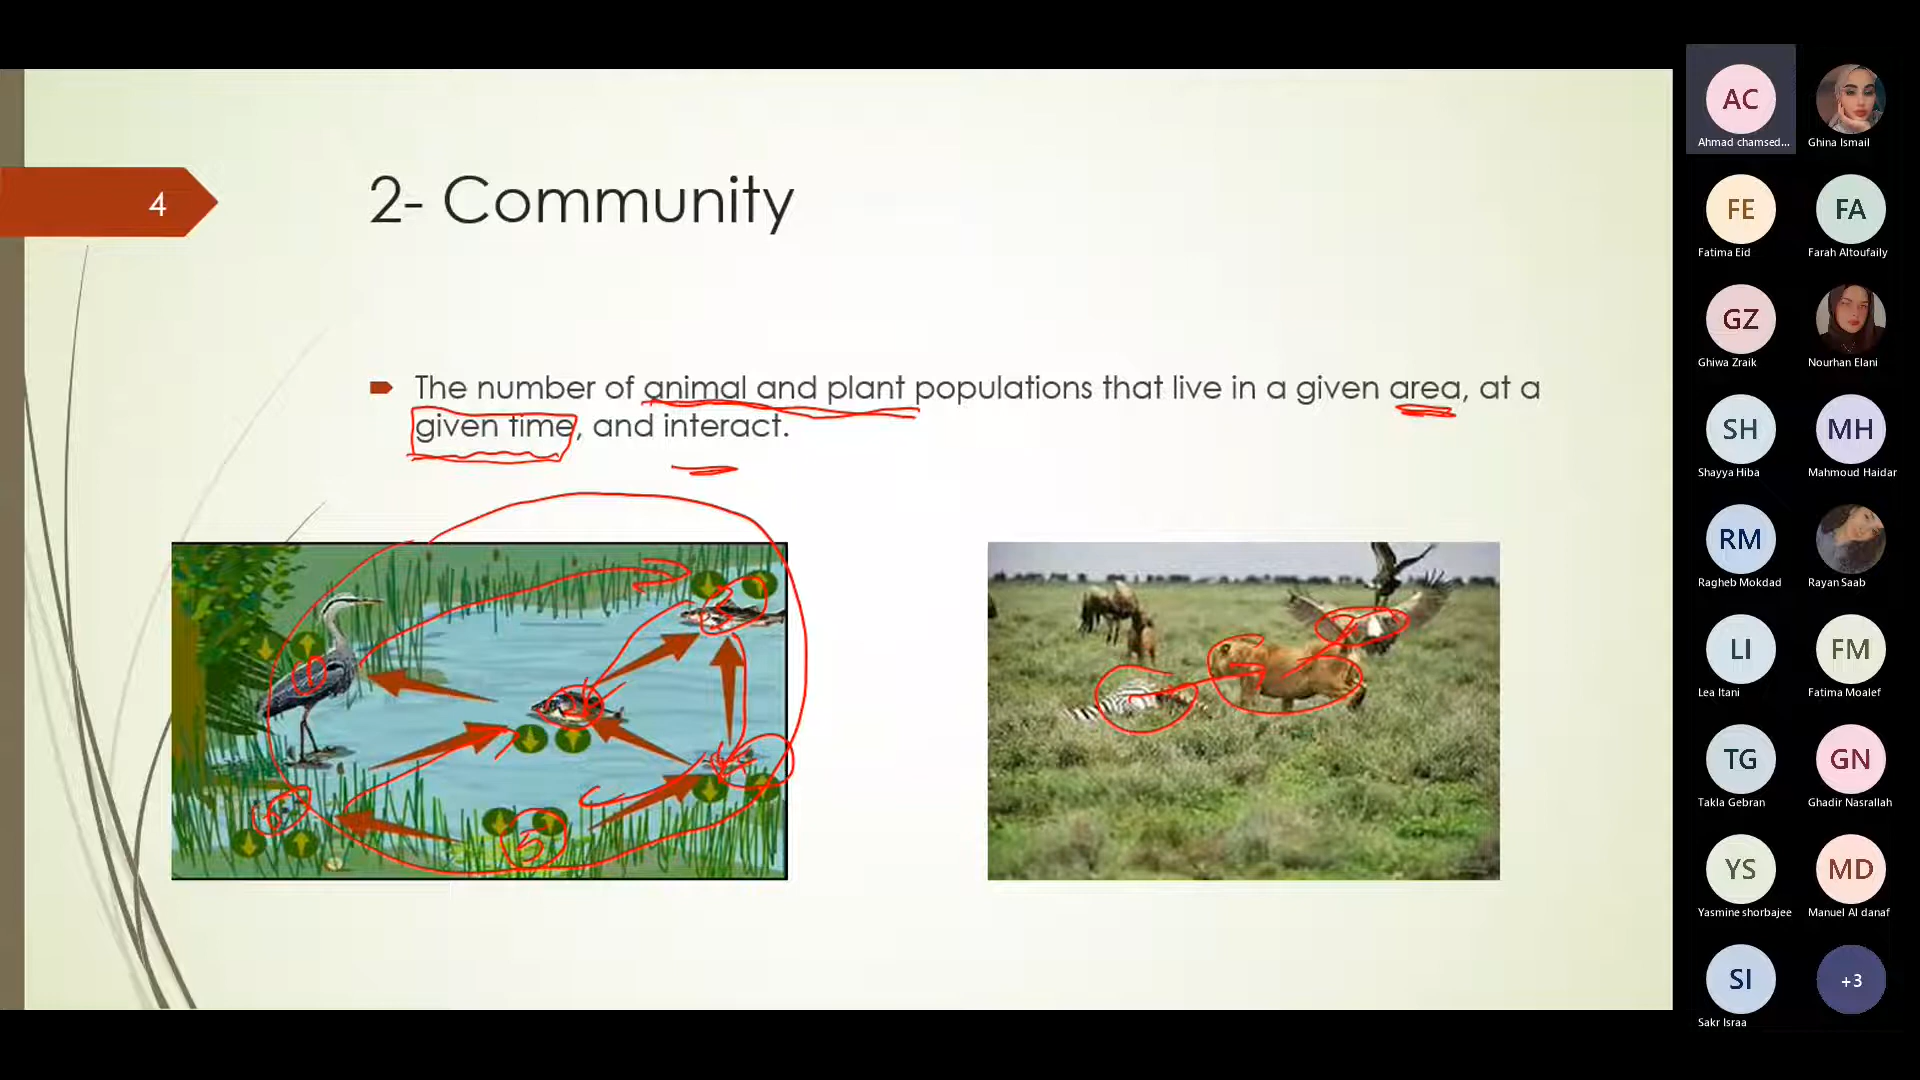 4
2- Community
The number of animal and plant populations that live in a given area, at a
given time, and interact.
1
5
AC
Ahmad chamsed...
Ghina Ismail
FE
Fatima Eid
FA
Farah Altoufaily
GZ
Ghiwa Zraik
Nourhan Elani
SH
Shayya Hiba
MH
Mahmoud Haidar
RM
Ragheb Mokdad
Rayan Saab
LI
Lea Itani
FM
Fatima Moalef
TG
Takla Gebran
GN
Ghadir Nasrallah
YS
Yasmine shorbajee
MD
Manuel Al danaf
SI
Sakr Israa
+3